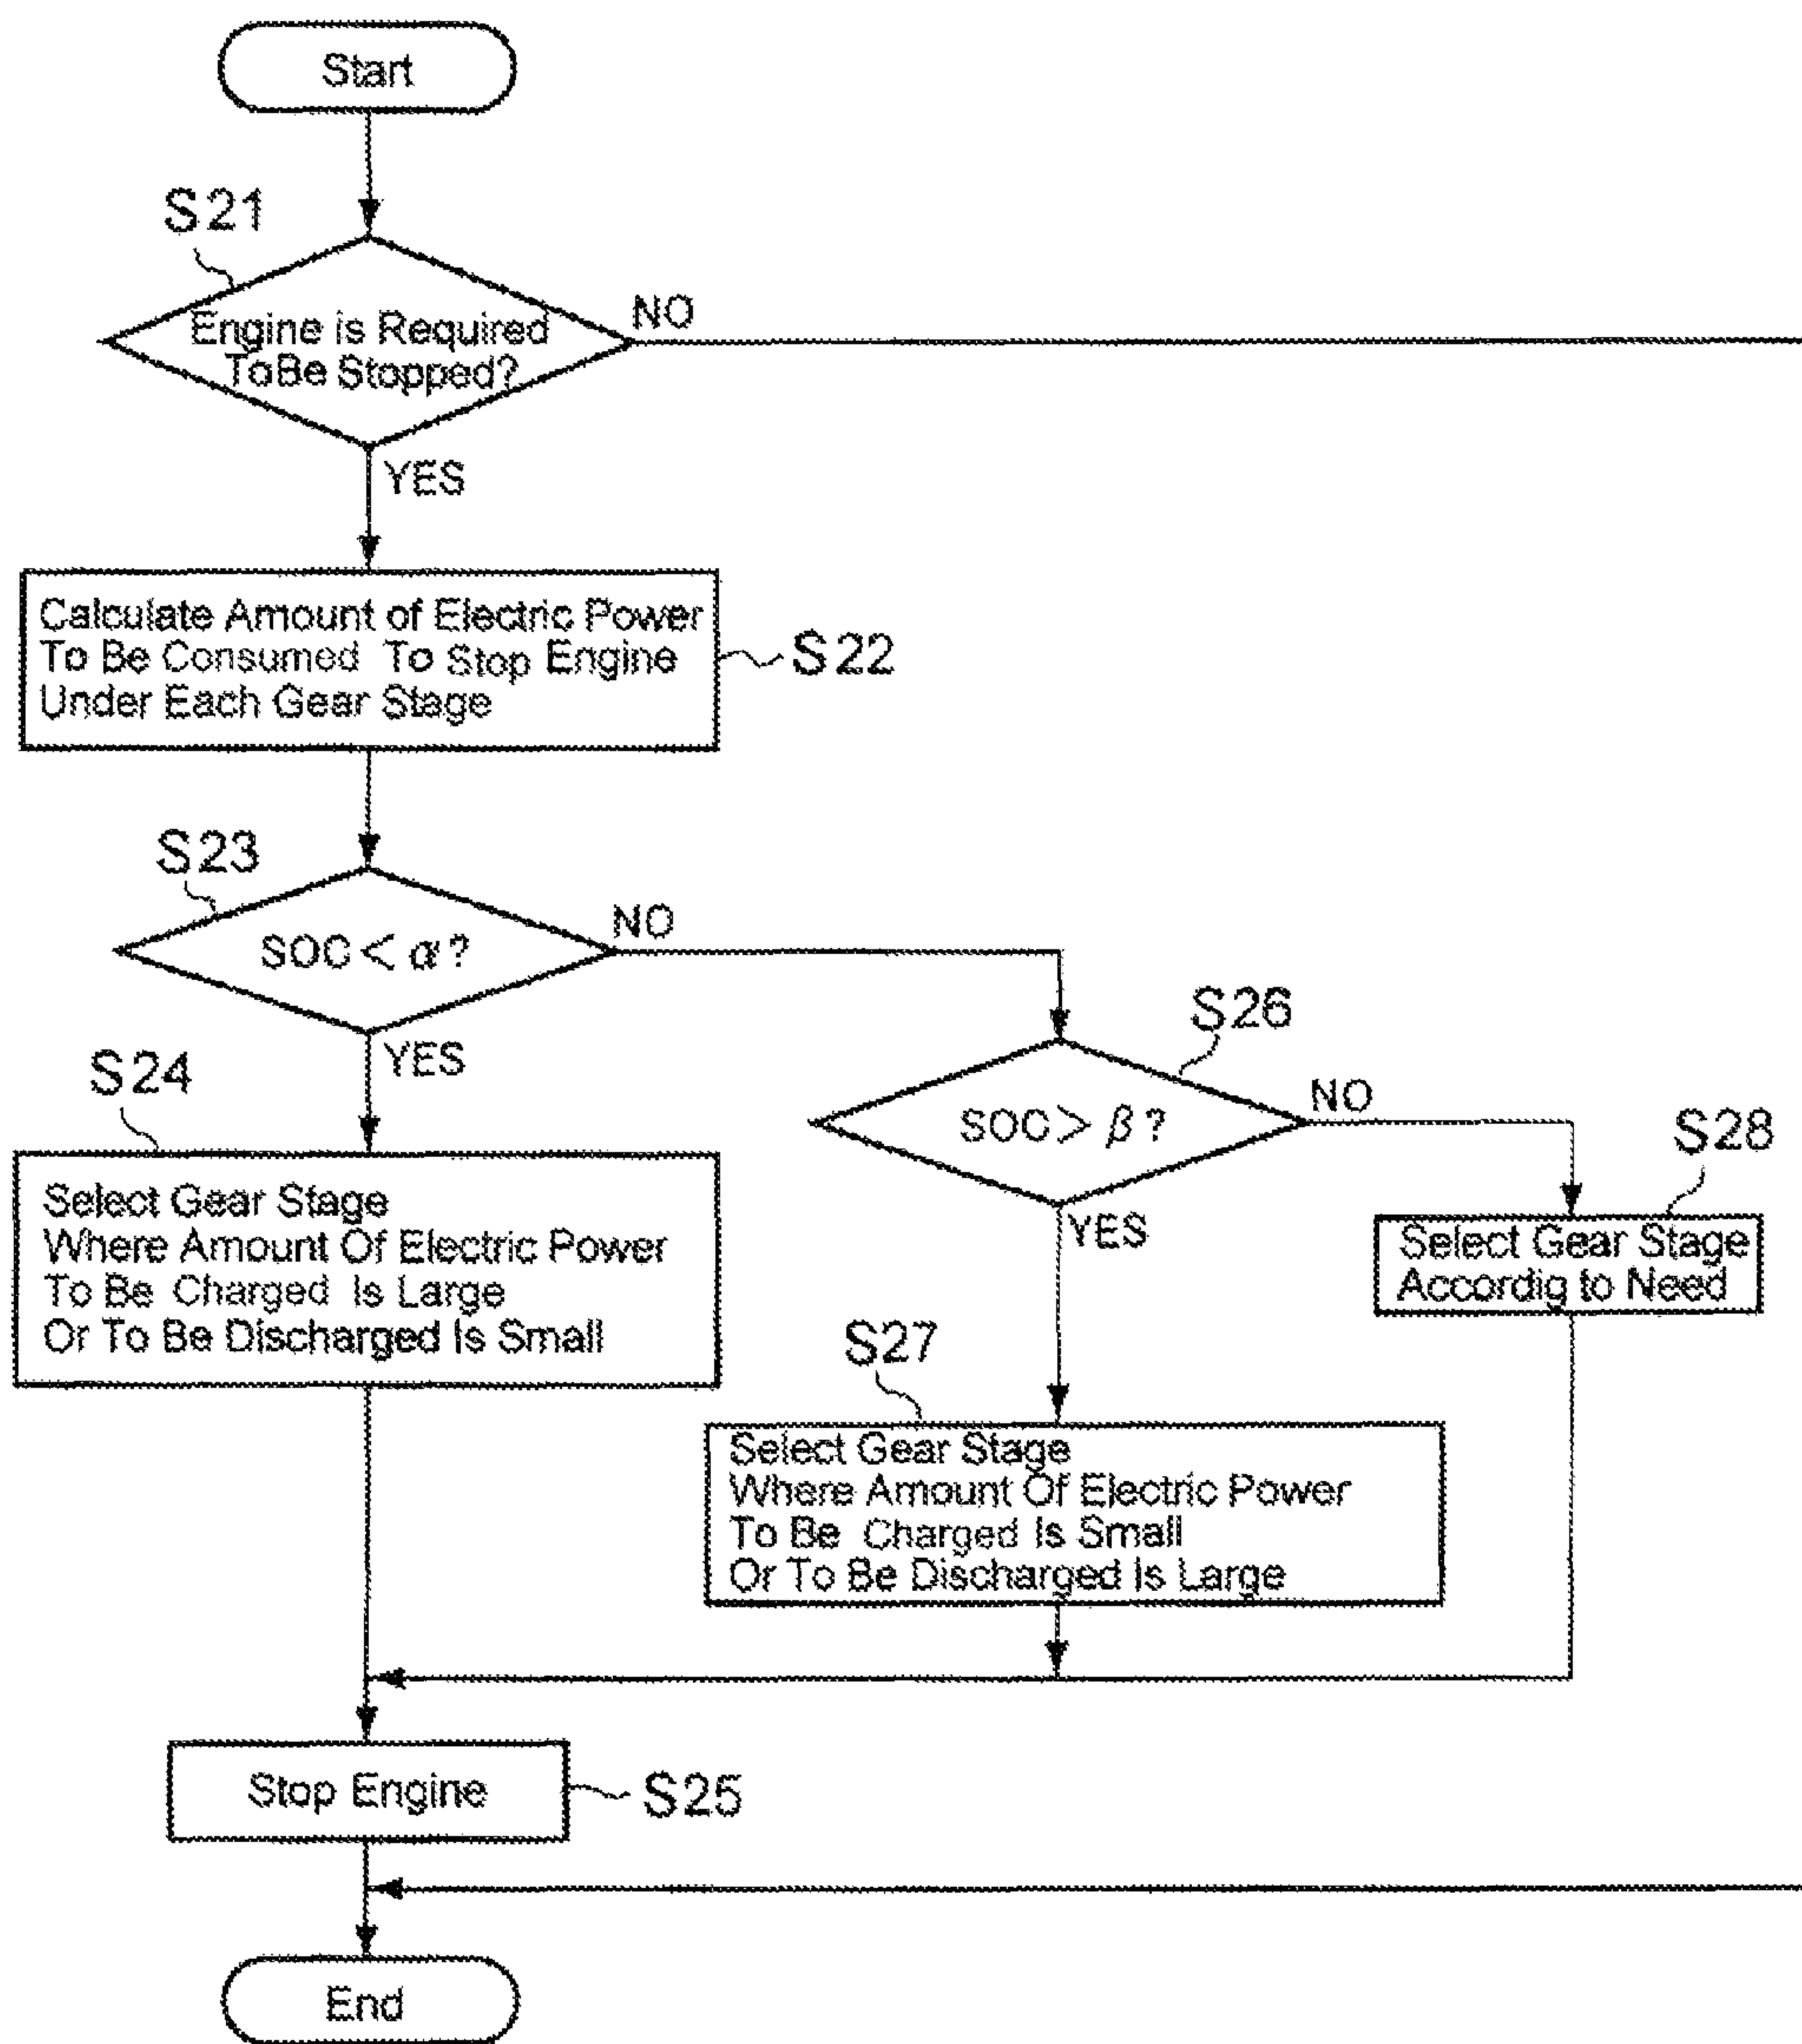 Start
S21
Engine is Required
ToBe Stopped?
NO
YES
Calculate Amount of Electric Power
To Be Consumed To Stop Engine
Under Each Gear Stage
S22
S23
SOC < α ?
NO
YES
S24
Select Gear Stage
Where Amount Of Electric Power
To Be Charged Is Large
Or To Be Discharged Is Small
S26
SOC > β ?
NO
YES
S28
Select Gear Stage
Accordig to Need
S27
Select Gear Stage
Where Amount Of Electric Power
To Be Charged Is Small
Or To Be Discharged Is Large
Stop Engine
S25
End